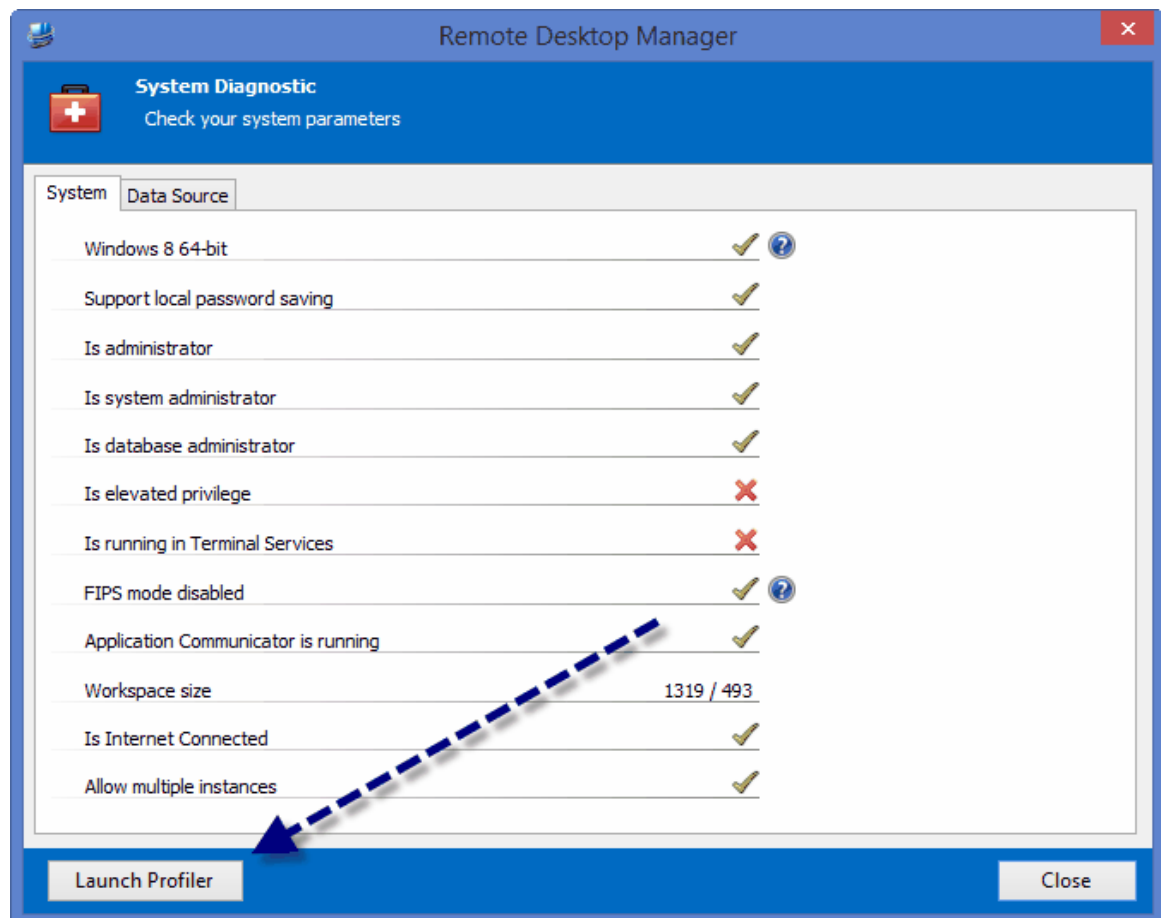 Remote Desktop Manager
System Diagnostic
Check your system parameters
System
Data Source
Windows 8 64-bit
Support local password saving
Is administrator
Is system administrator
Is database administrator
Is elevated privilege
Is running in Terminal Services
FIPS mode disabled
Application Communicator is running
Workspace size 1319 / 493
Is Internet Connected
Allow multiple instances
Launch Profiler
Close